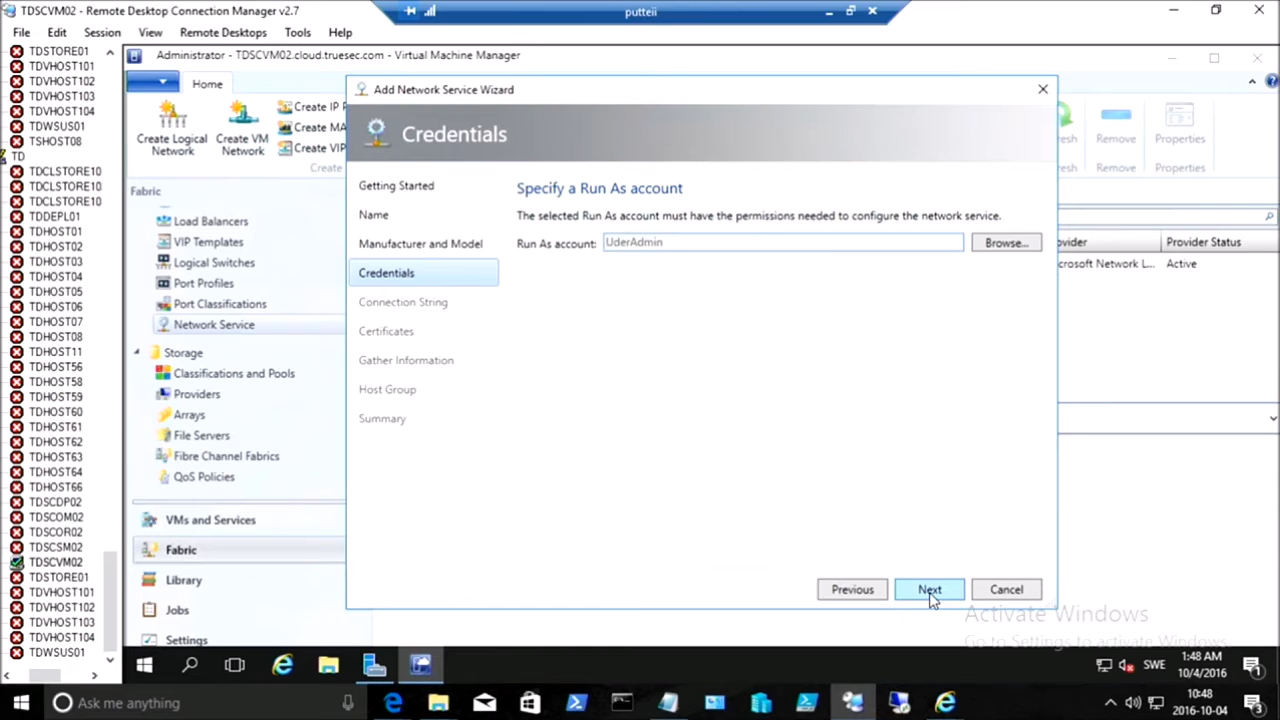 TDSCVM02 - Remote Desktop Connection Manager v2.7
putteii
File Edit Session View Remote Desktops Tools Help
TDSTORE01
TDVHOST101
TDVHOST102
TDVHOST103
TDVHOST104
TDWSUS01
TSHOST08
TD
TDCLSTORE10
TDCLSTORE10
TDCLSTORE10
TDDEPL01
TDHOST01
TDHOST02
TDHOST03
TDHOST04
TDHOST05
TDHOST06
TDHOST07
TDHOST08
TDHOST11
TDHOST56
TDHOST58
TDHOST59
TDHOST60
TDHOST61
TDHOST62
TDHOST63
TDHOST64
TDHOST66
TDSCDP02
TDSCOM02
TDSCOR02
TDSCSM02
TDSCVM02
TDSTORE01
TDVHOST101
TDVHOST102
TDVHOST103
TDVHOST104
TDWSUS01
Administrator - TDSCVM02.cloud.truesec.com - Virtual Machine Manager
Home
Create Logical
Network
Create VM
Network
Create IP P
Create MA
Create VIP
Create
Fabric
Load Balancers
VIP Templates
Logical Switches
Port Profiles
Port Classifications
Network Service
Storage
Classifications and Pools
Providers
Arrays
File Servers
Fibre Channel Fabrics
QoS Policies
VMs and Services
Fabric
Library
Jobs
Settings
Add Network Service Wizard
Credentials
Getting Started
Name
Manufacturer and Model
Credentials
Connection String
Certificates
Gather Information
Host Group
Summary
Specify a Run As account
The selected Run As account must have the permissions needed to configure the network service.
Run As account: UderAdmin Browse...
Previous Next Cancel
esh Remove Properties
esh Remove Properties
ovider Provider Status
crosoft Network L... Active
Activate Windows
Go to Settings to activate Windows.
SWE
1:48 AM
10/4/2016
1
Ask me anything
10:48
2016-10-04
3